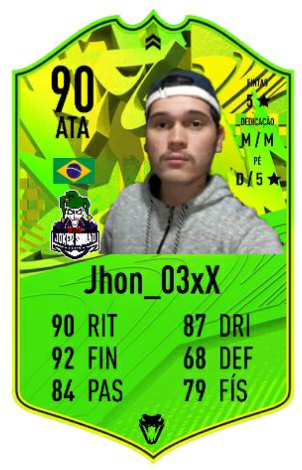 90
ATA
FINTAS
5 ★
DEDICAÇÃO
M / M
PÉ
D / 5 ★
Jhon_03xX
90 RIT 87 DRI
92 FIN 68 DEF
84 PAS 79 FÍS